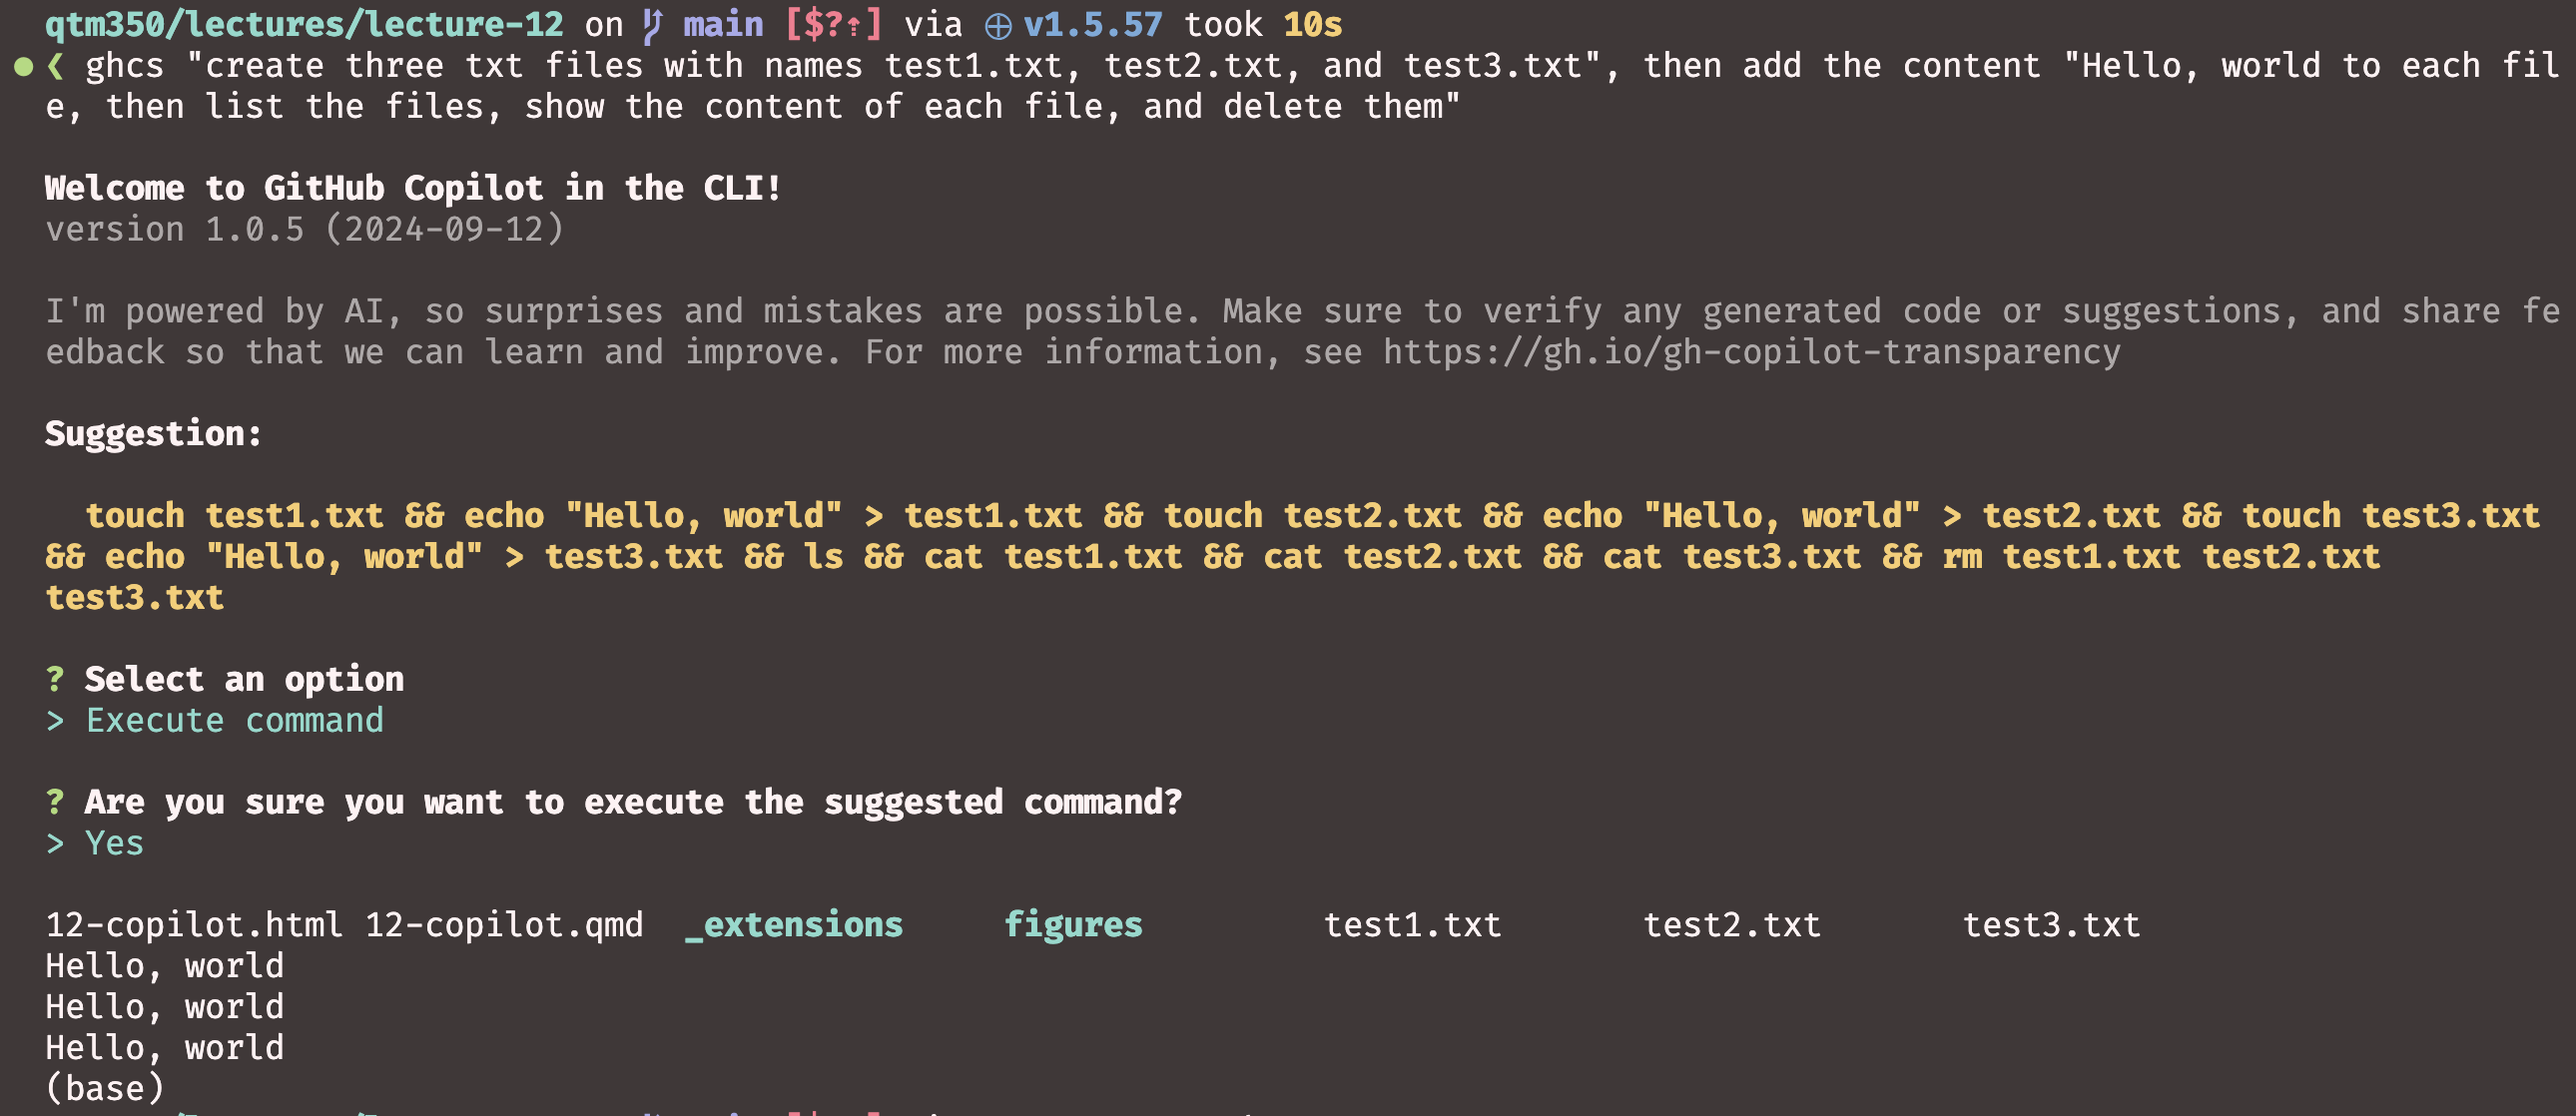 qtm350/lectures/lecture-12 on main [$?⇡] via v1.5.57 took 10s
❮ ghcs "create three txt files with names test1.txt, test2.txt, and test3.txt", then add the content "Hello, world to each fil
e, then list the files, show the content of each file, and delete them"
Welcome to GitHub Copilot in the CLI!
version 1.0.5 (2024-09-12)
I'm powered by AI, so surprises and mistakes are possible. Make sure to verify any generated code or suggestions, and share fe
edback so that we can learn and improve. For more information, see https://gh.io/gh-copilot-transparency
Suggestion:
touch test1.txt && echo "Hello, world" > test1.txt && touch test2.txt && echo "Hello, world" > test2.txt && touch test3.txt
&& echo "Hello, world" > test3.txt && ls && cat test1.txt && cat test2.txt && cat test3.txt && rm test1.txt test2.txt
test3.txt
? Select an option
> Execute command
? Are you sure you want to execute the suggested command?
> Yes
12-copilot.html 12-copilot.qmd _extensions figures test1.txt test2.txt test3.txt
Hello, world
Hello, world
Hello, world
(base)